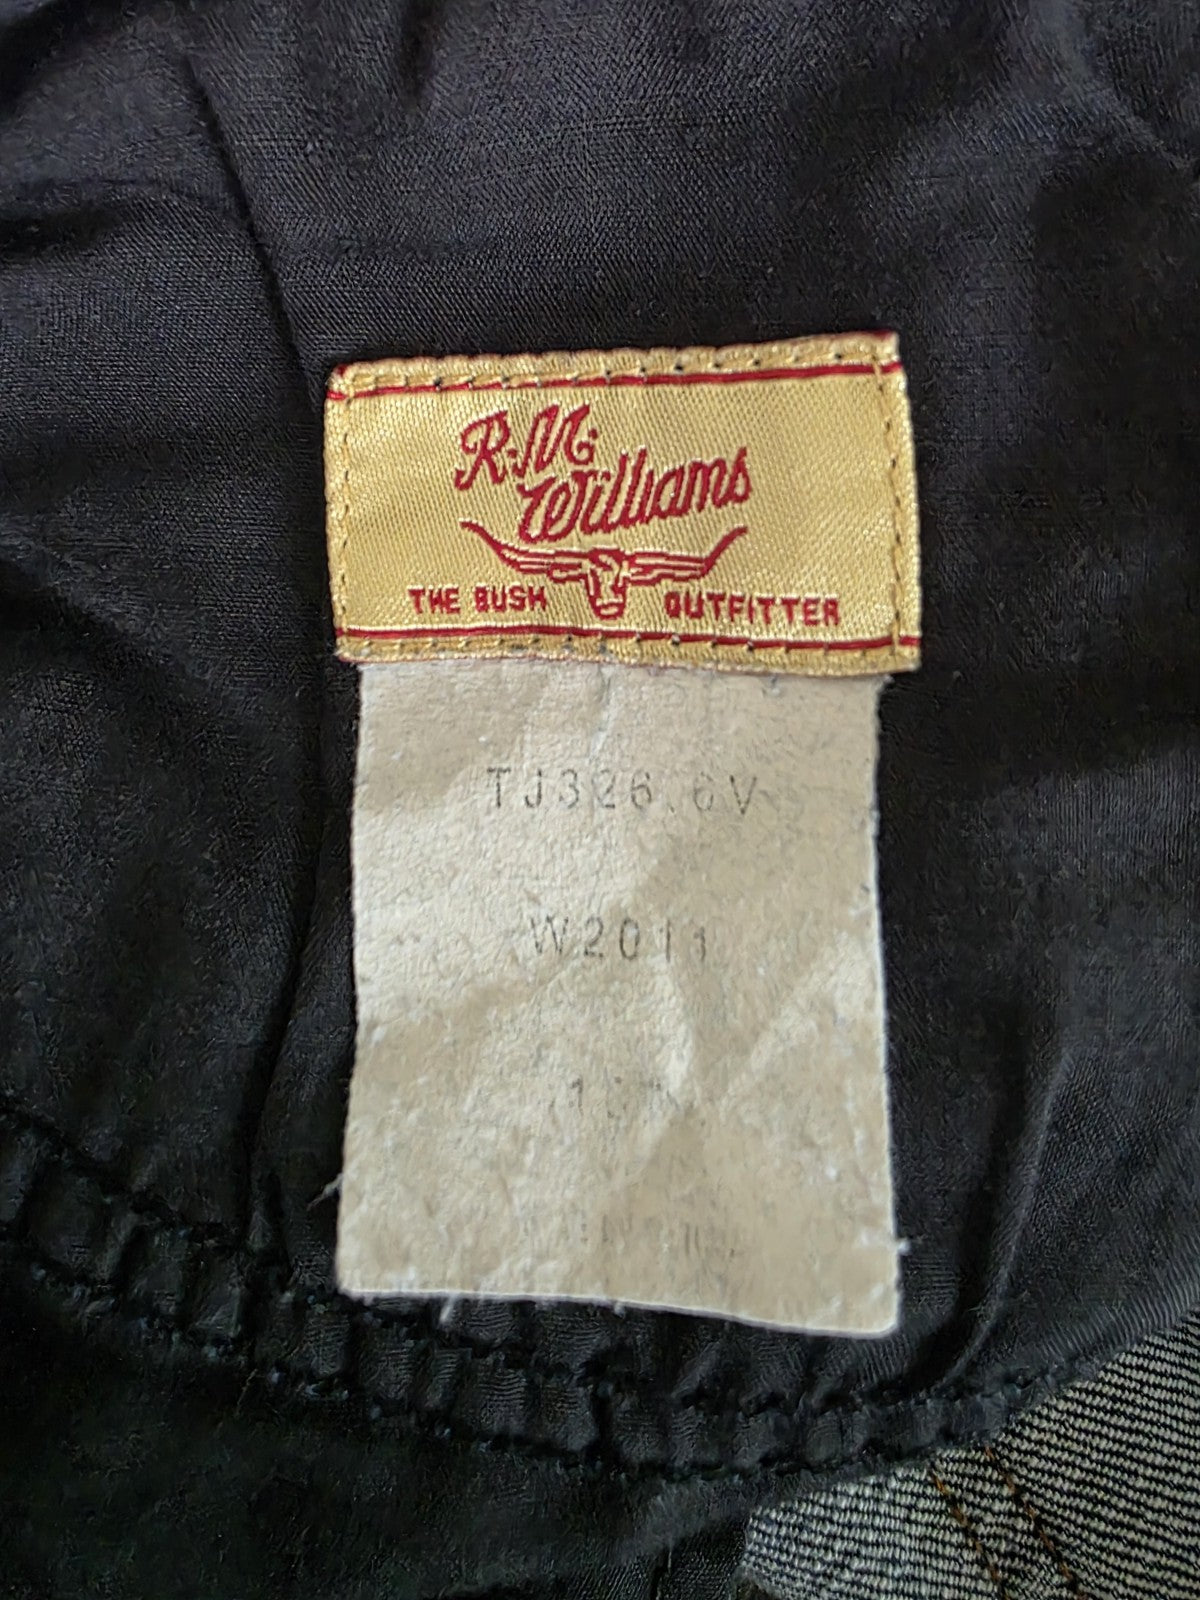 R.M. Williams
THE BUSH OUTFITTER
TJ326.6V
W2011